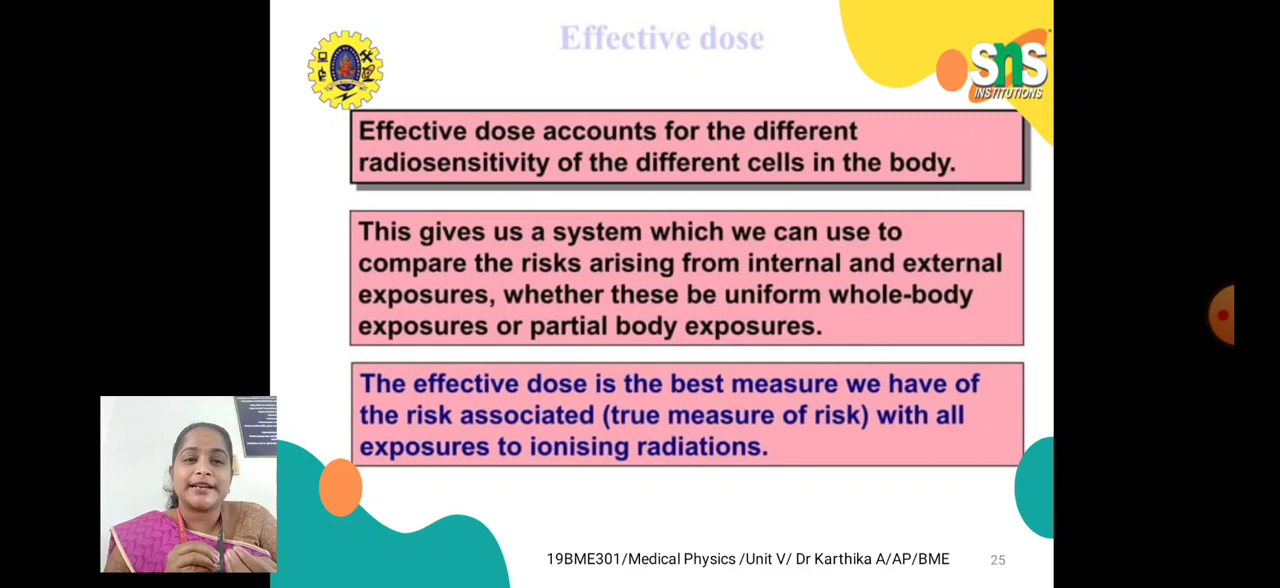 Effective dose
SnS
INSTITUTIONS
Effective dose accounts for the different
radiosensitivity of the different cells in the body.
This gives us a system which we can use to
compare the risks arising from internal and external
exposures, whether these be uniform whole-body
exposures or partial body exposures.
The effective dose is the best measure we have of
the risk associated (true measure of risk) with all
exposures to ionising radiations.
19BME301/Medical Physics /Unit V/ Dr Karthika A/AP/BME
25